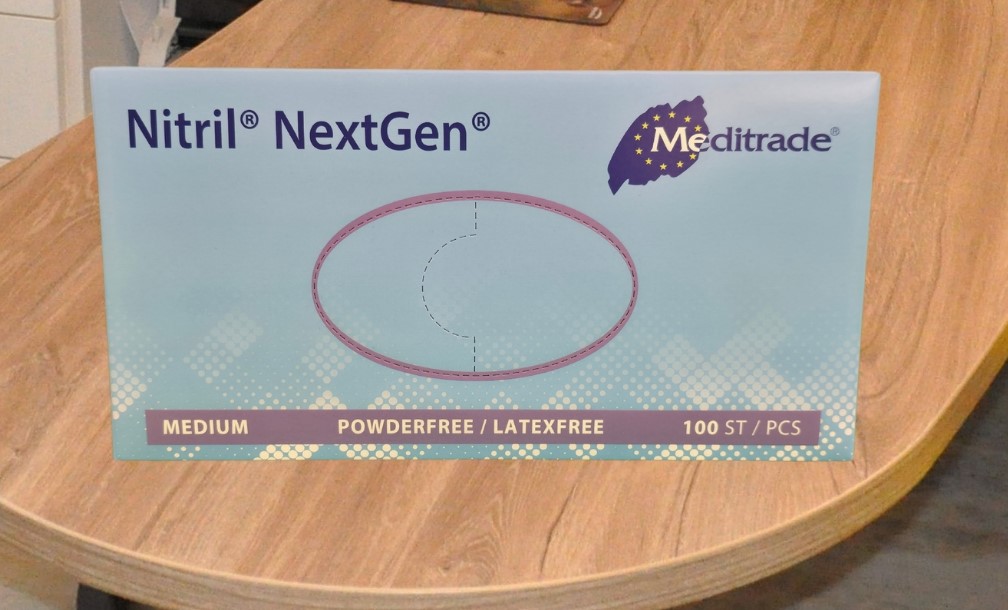 Nitril® NextGen®
Meditrade®
MEDIUM POWDERFREE / LATEXFREE 100 ST / PCS